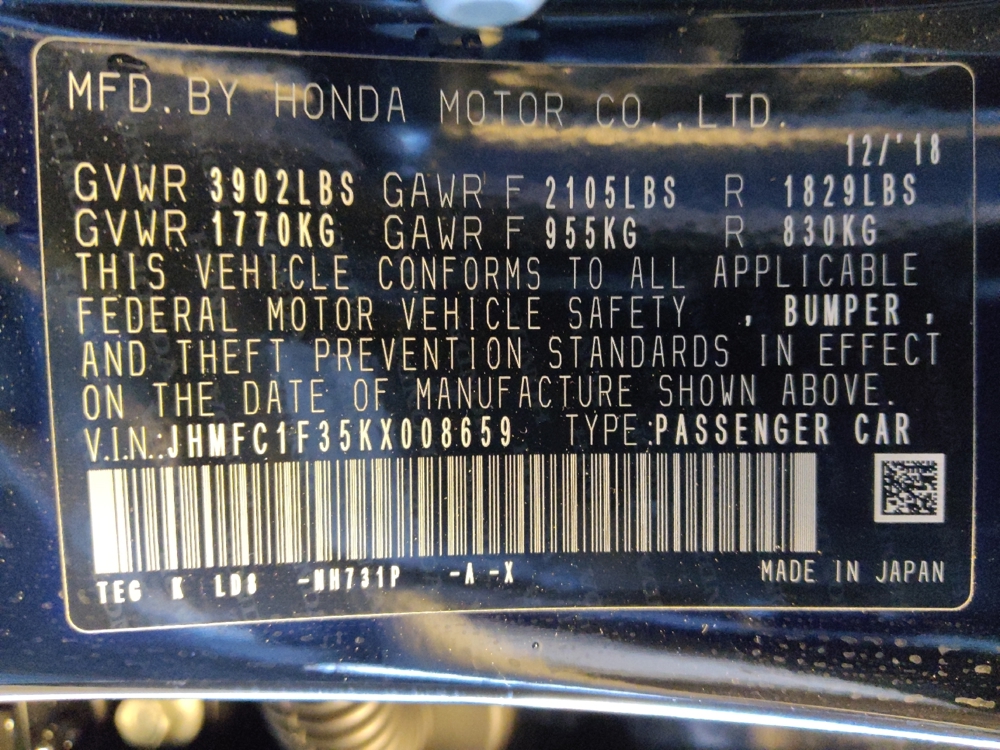 MFD. BY HONDA MOTOR CO., LTD.
12/'18
GVWR 3902LBS GAWR F 2105LBS R 1829LBS
GVWR 1770KG GAWR F 955KG R 830KG
THIS VEHICLE CONFORMS TO ALL APPLICABLE
FEDERAL MOTOR VEHICLE SAFETY , BUMPER ,
AND THEFT PREVENTION STANDARDS IN EFFECT
ON THE DATE OF MANUFACTURE SHOWN ABOVE.
V.I.N.:JHMFC1F35KX008659 TYPE:PASSENGER CAR
TEG K LD8 -NH731P -A -X MADE IN JAPAN